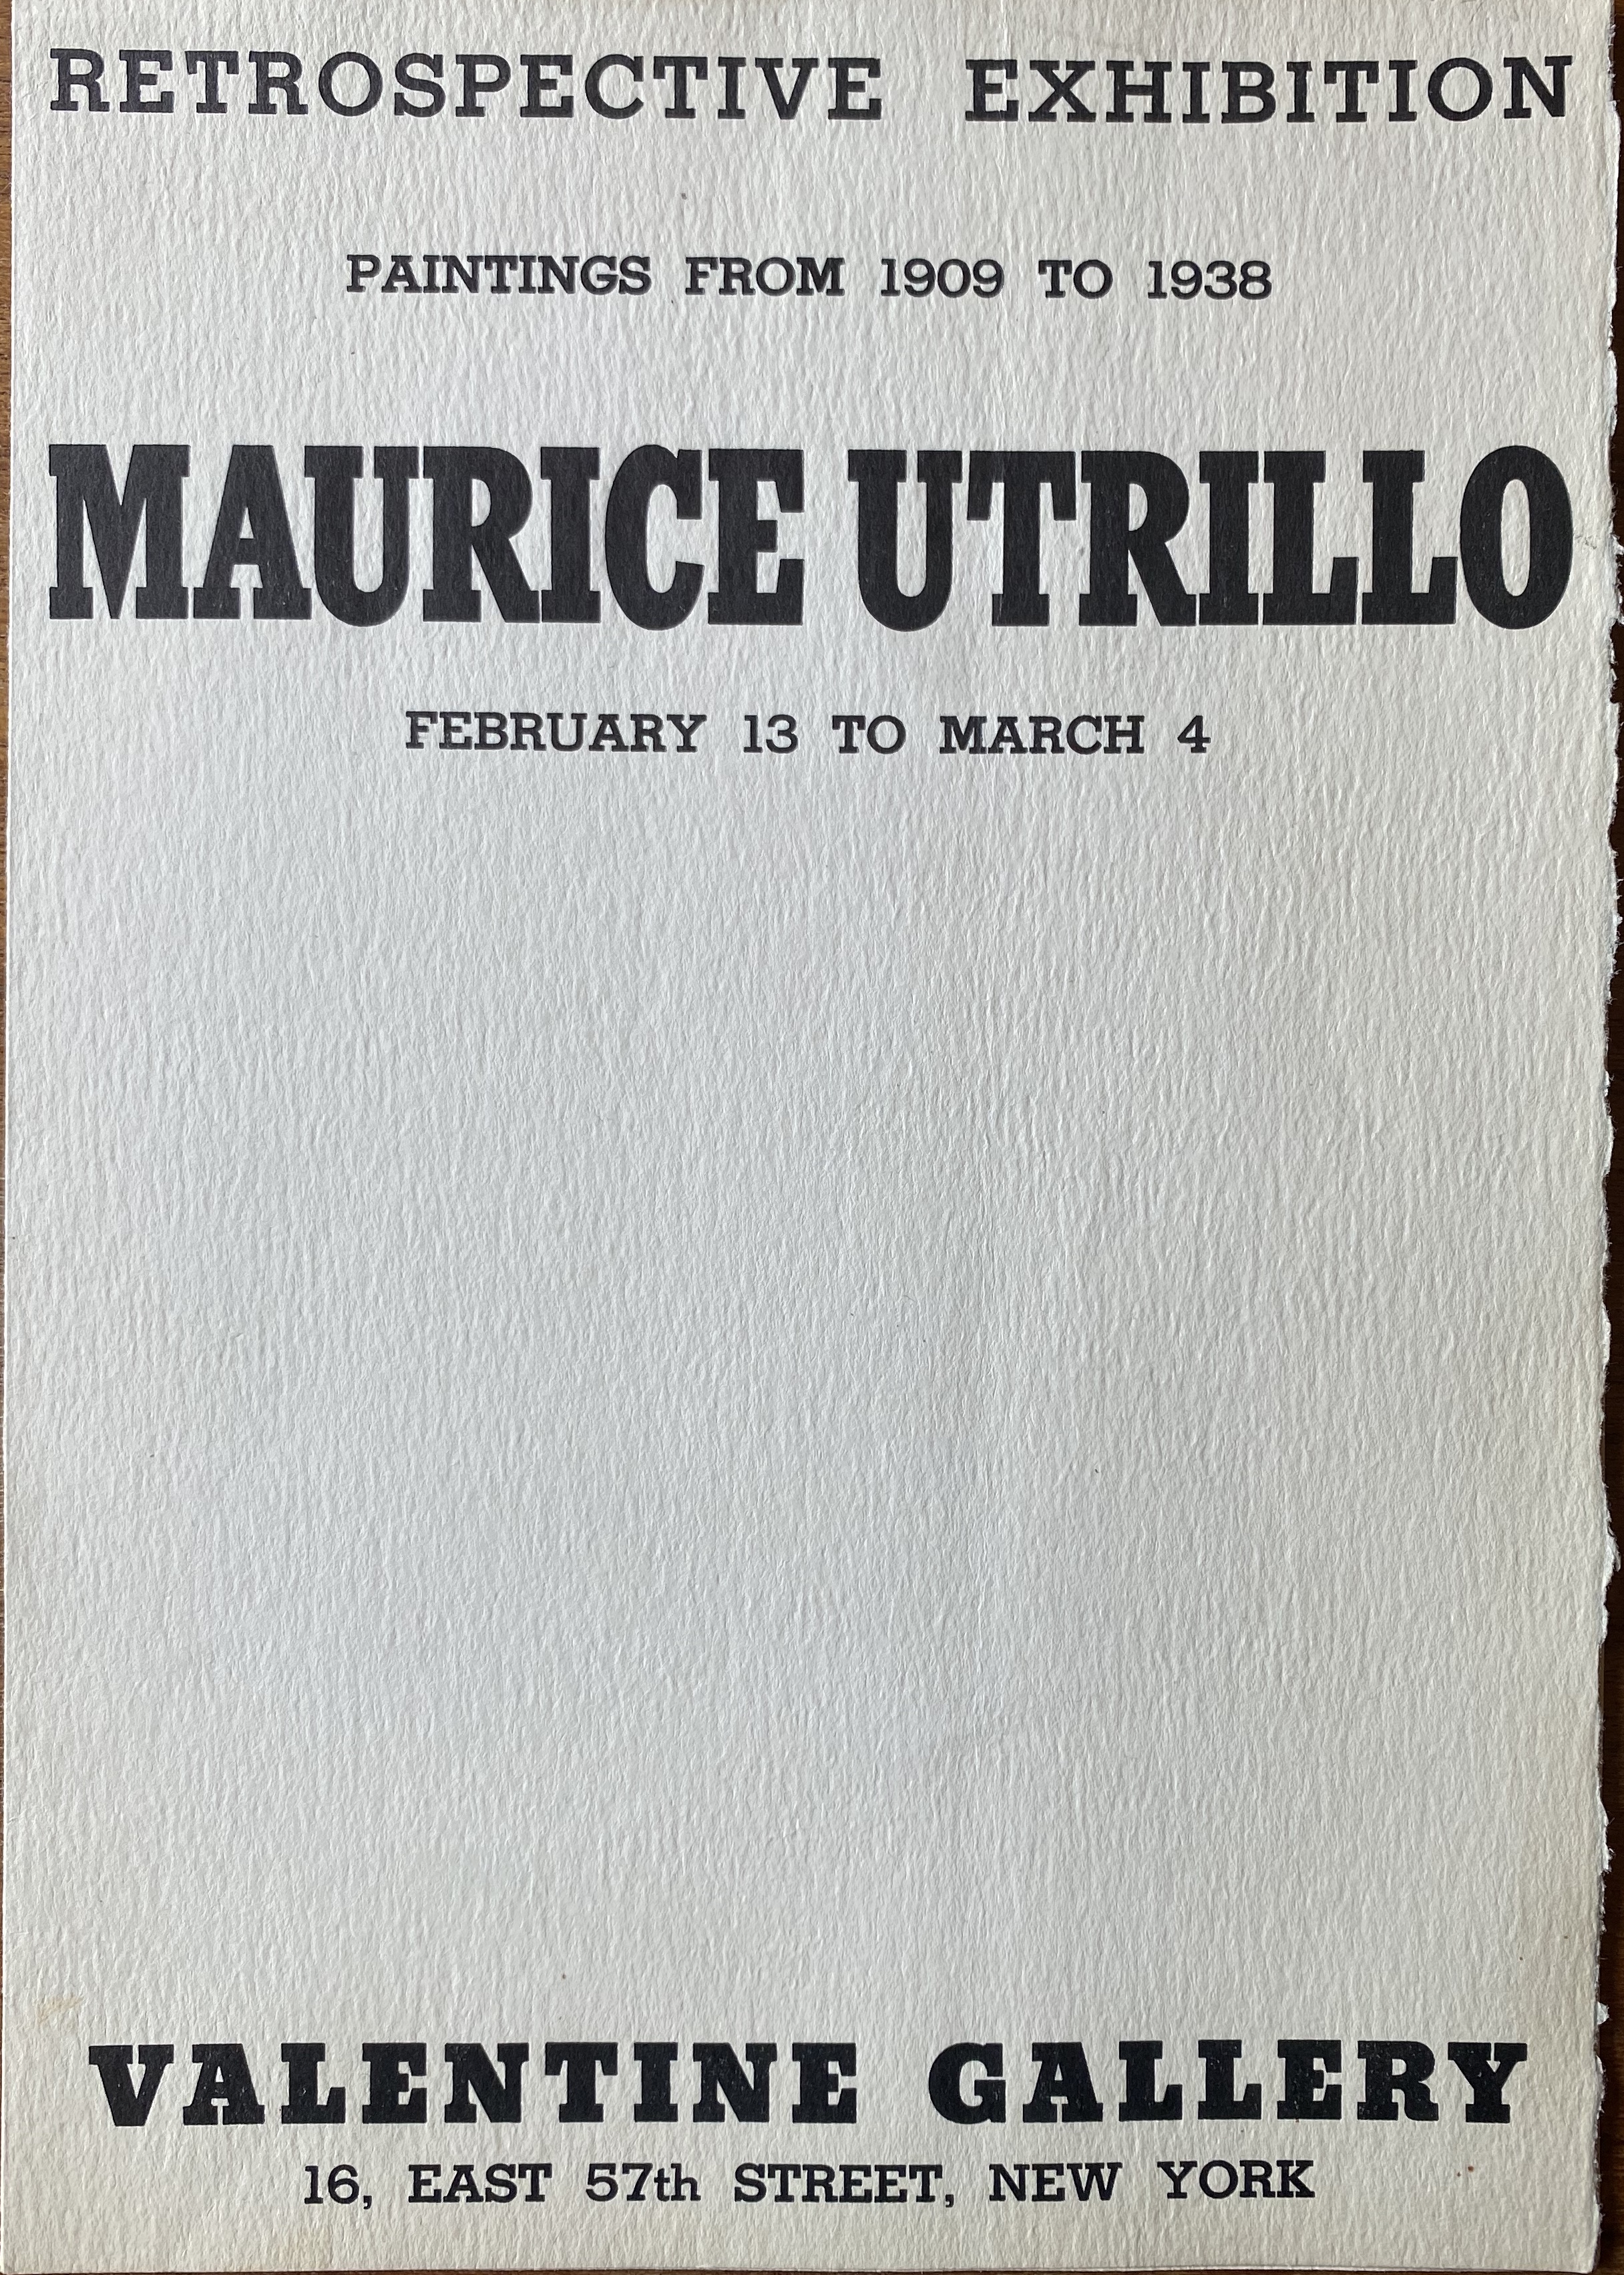 RETROSPECTIVE EXHIBITION
PAINTINGS FROM 1909 TO 1938
MAURICE UTRILLO
FEBRUARY 13 TO MARCH 4
VALENTINE GALLERY
16, EAST 57th STREET, NEW YORK